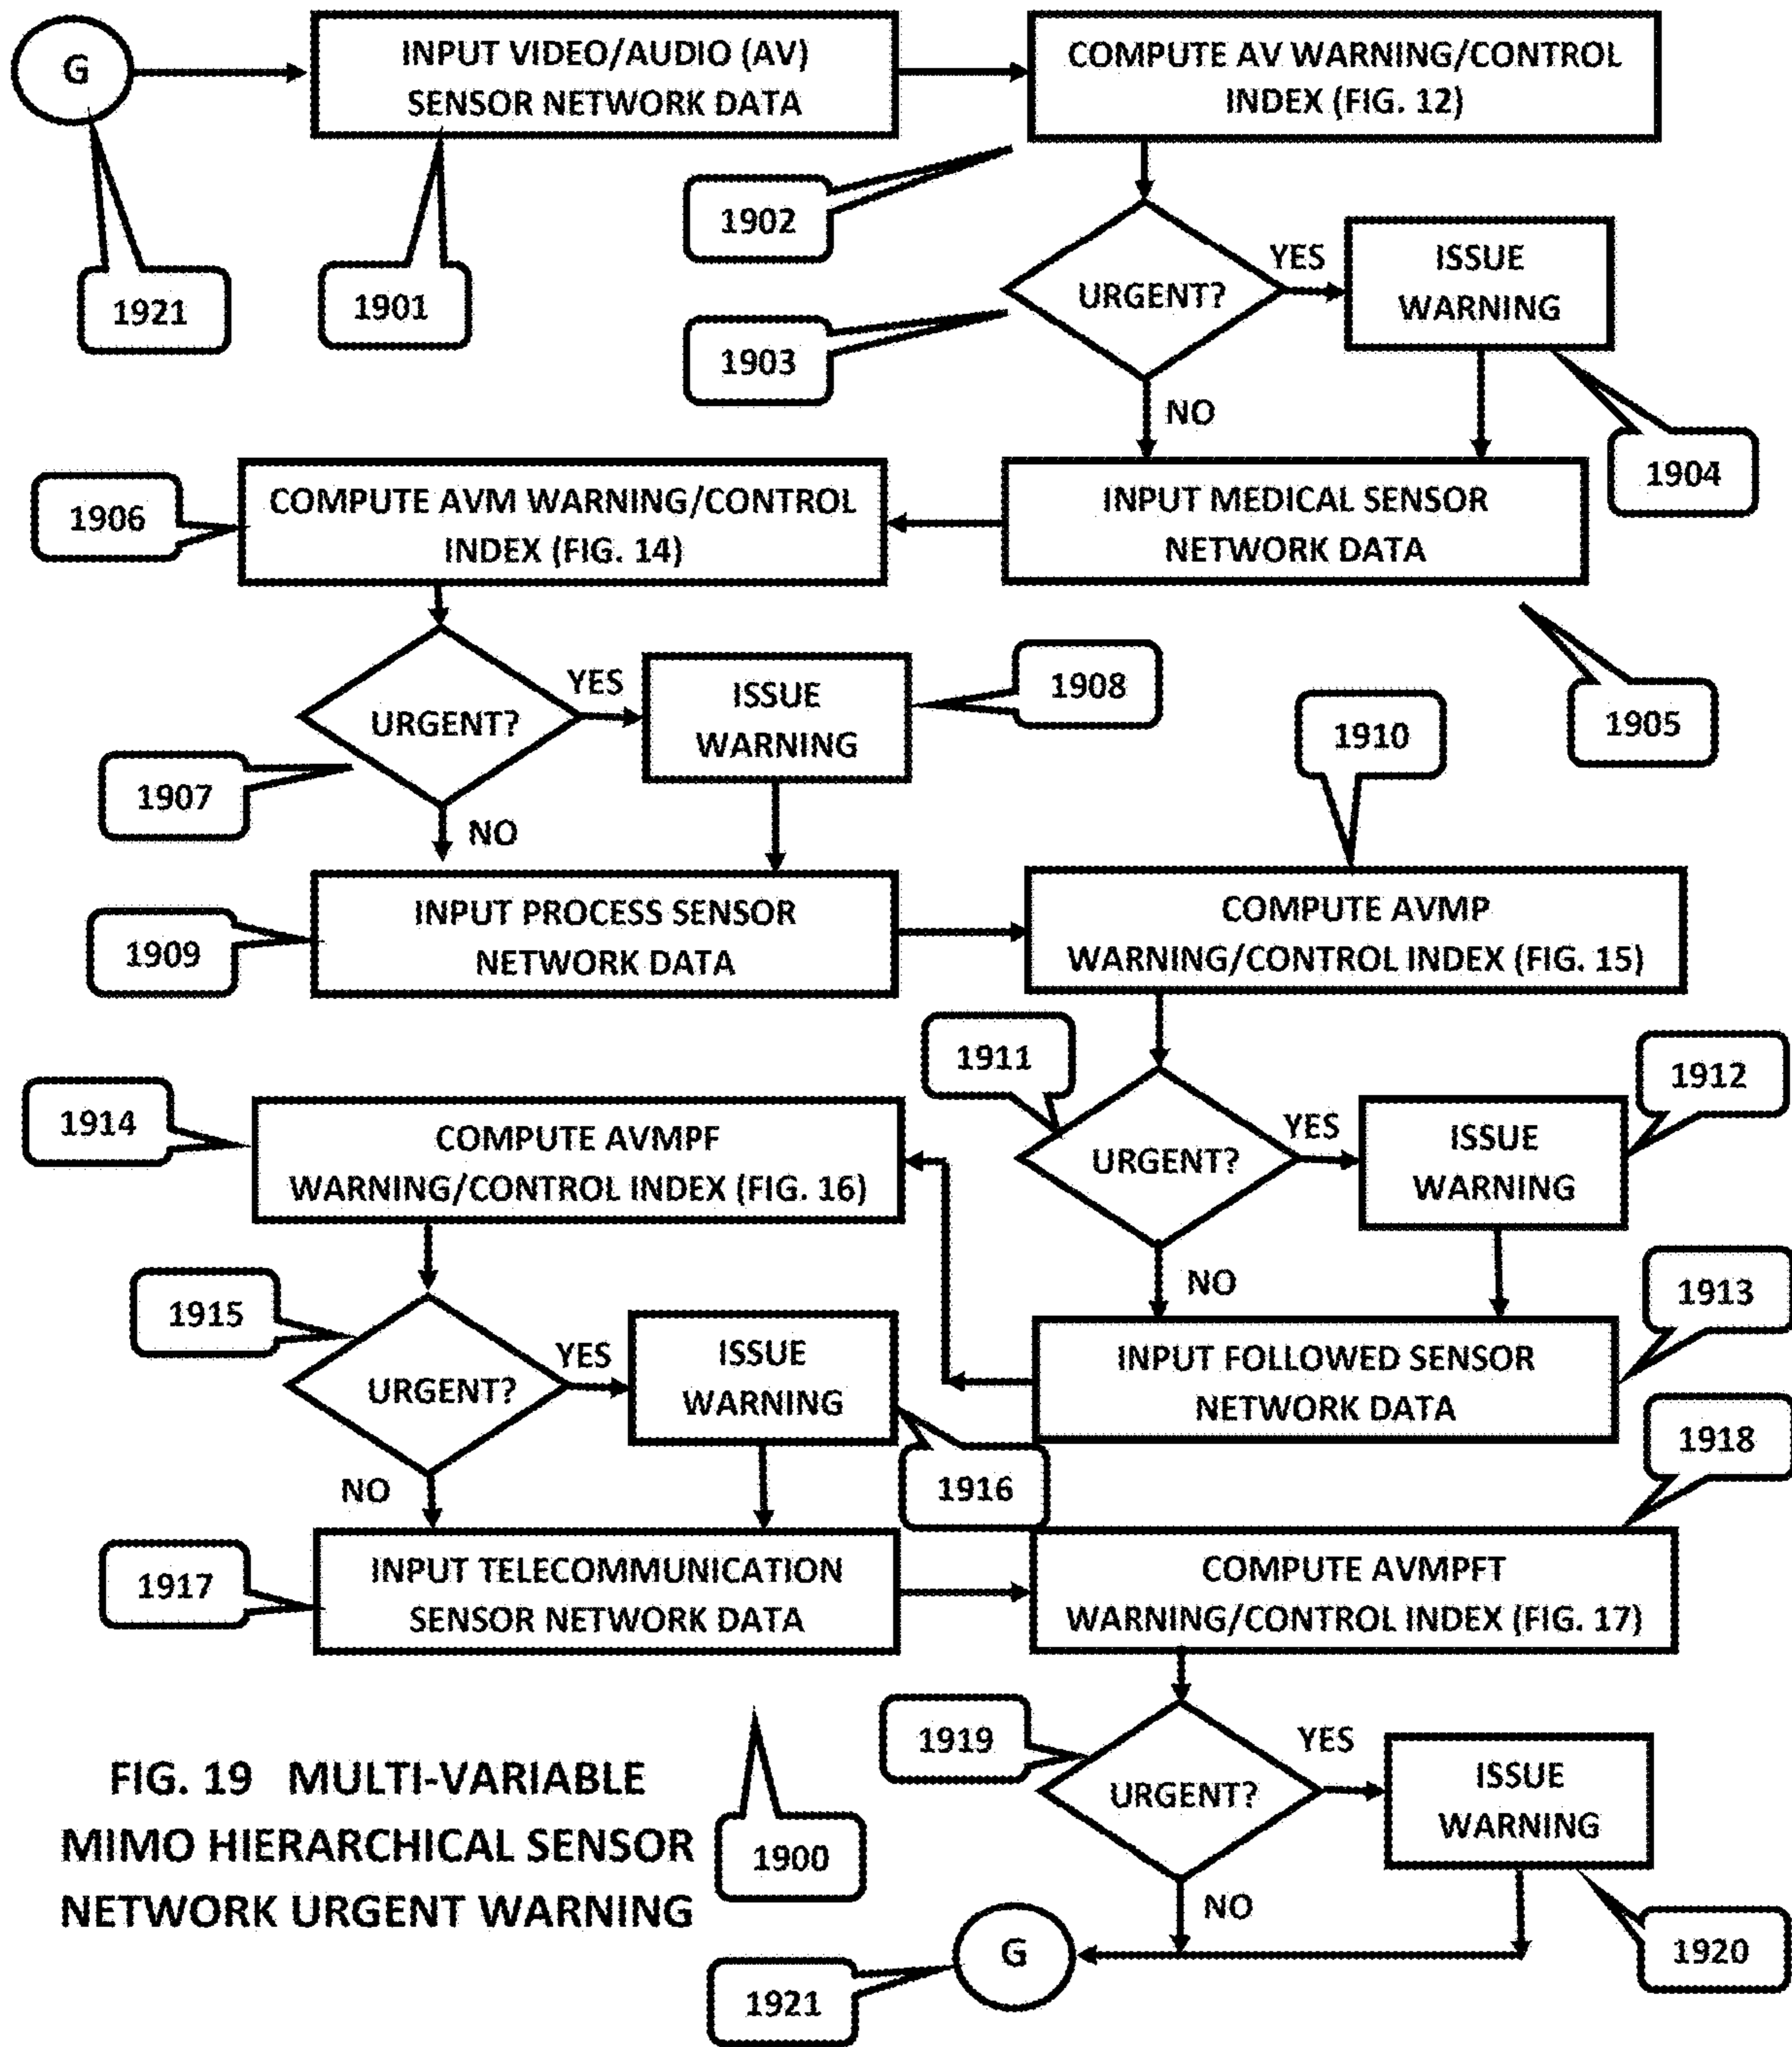 G
INPUT VIDEO/AUDIO (AV)
SENSOR NETWORK DATA
COMPUTE AV WARNING/CONTROL
INDEX (FIG. 12)
1921
1901
1902
1903
URGENT?
YES
ISSUE
WARNING
NO
1904
1906
COMPUTE AVM WARNING/CONTROL
INDEX (FIG. 14)
INPUT MEDICAL SENSOR
NETWORK DATA
1905
URGENT?
YES
ISSUE
WARNING
1908
1907
NO
1910
1909
INPUT PROCESS SENSOR
NETWORK DATA
COMPUTE AVMP
WARNING/CONTROL INDEX (FIG. 15)
1911
URGENT?
YES
ISSUE
WARNING
1912
NO
1913
1914
COMPUTE AVMPF
WARNING/CONTROL INDEX (FIG. 16)
INPUT FOLLOWED SENSOR
NETWORK DATA
1915
URGENT?
YES
ISSUE
WARNING
1916
NO
1918
1917
INPUT TELECOMMUNICATION
SENSOR NETWORK DATA
COMPUTE AVMPFT
WARNING/CONTROL INDEX (FIG. 17)
1919
URGENT?
YES
ISSUE
WARNING
NO
1920
G
1921
FIG. 19 MULTI-VARIABLE
MIMO HIERARCHICAL SENSOR
NETWORK URGENT WARNING
1900